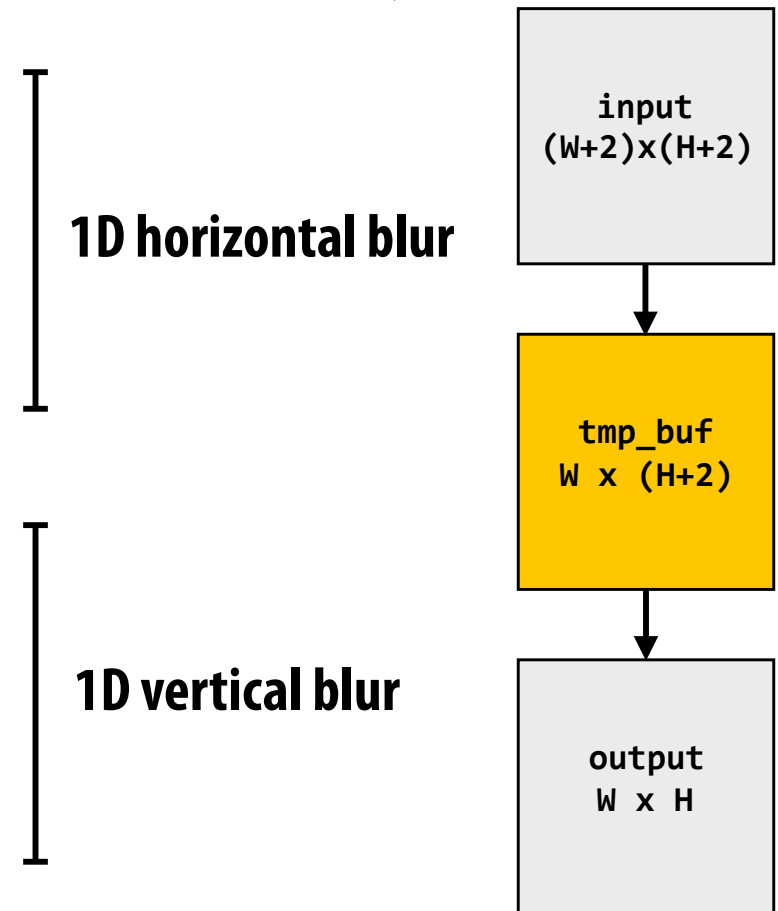 input
(W+2)x(H+2)
1D horizontal blur
tmp_buf
W x (H+2)
1D vertical blur
output
W x H